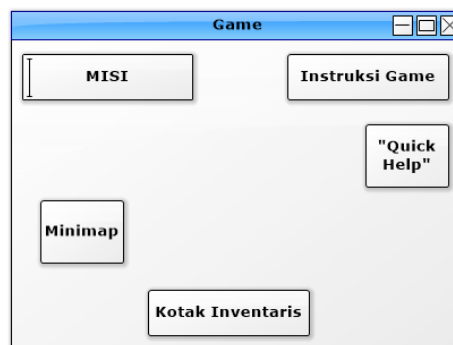 Game
MISI
Instruksi Game
"Quick
Help"
Minimap
Kotak Inventaris